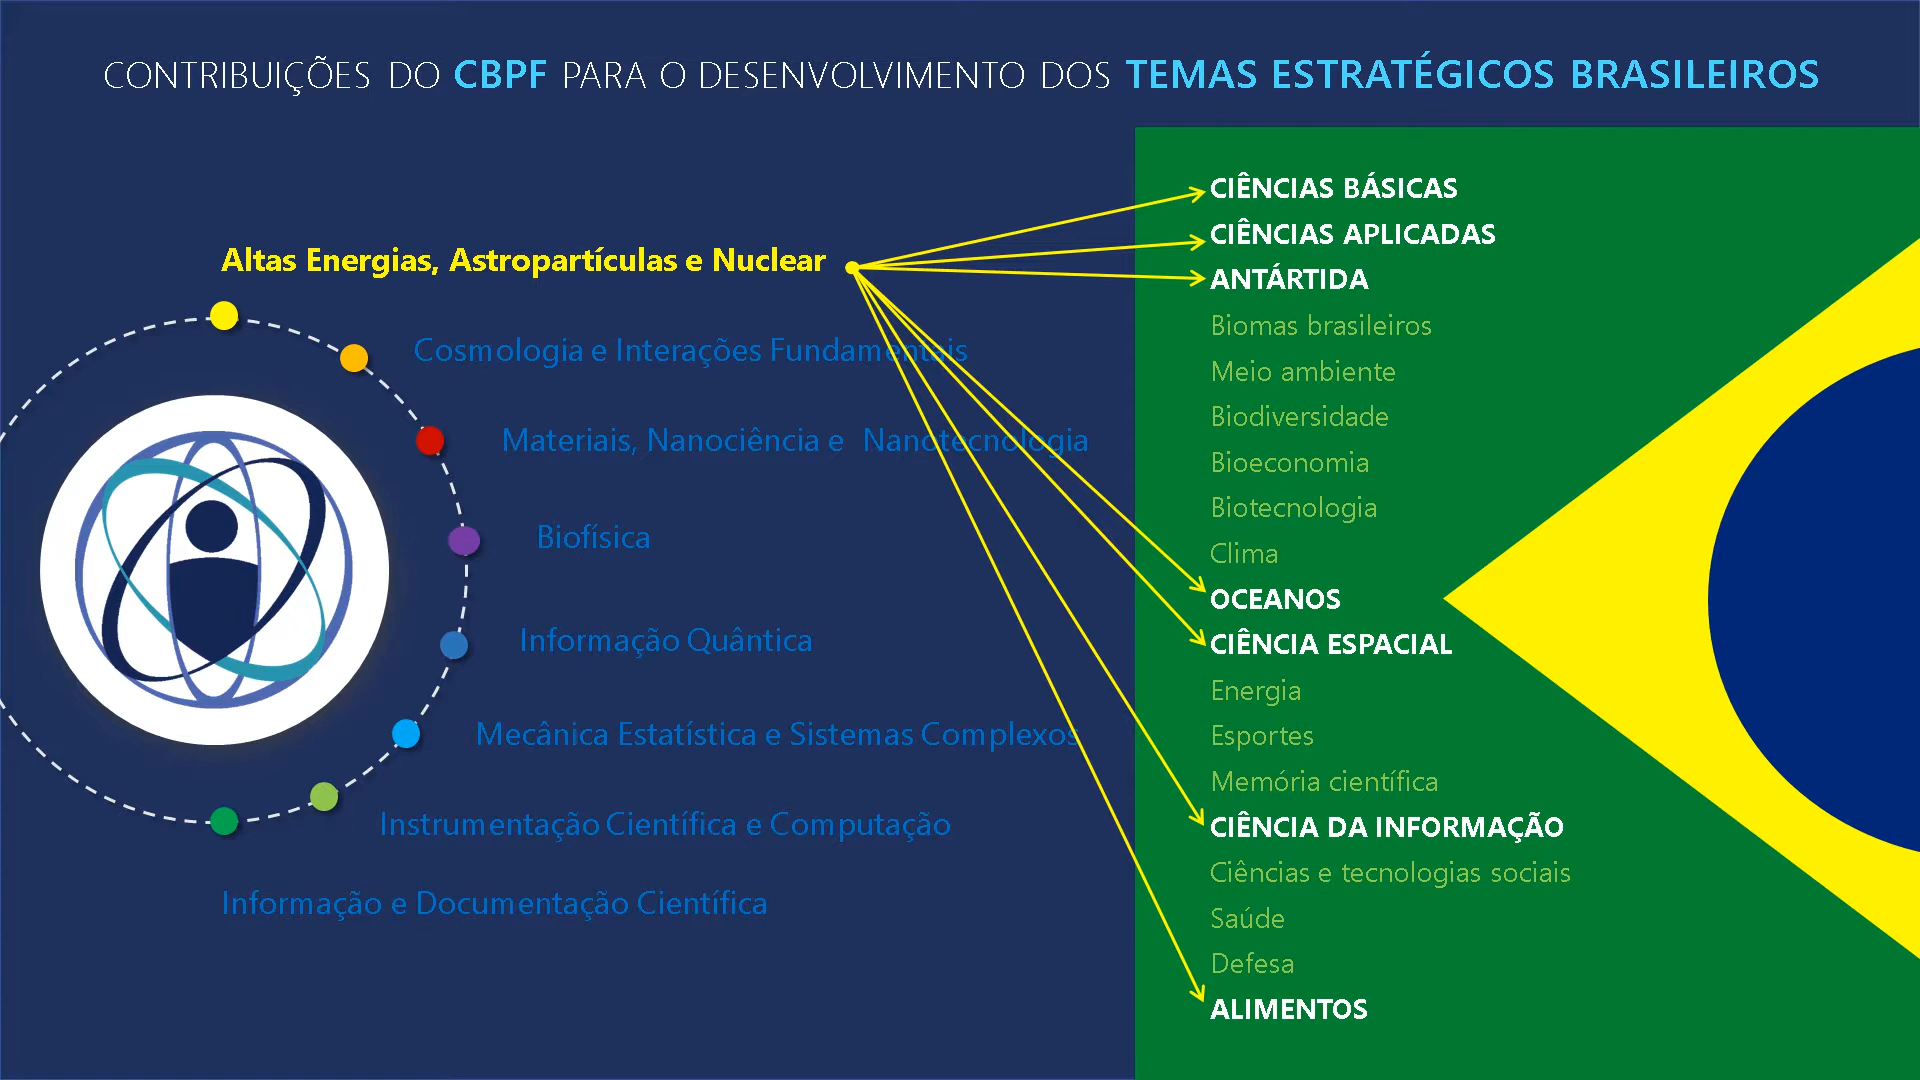 CONTRIBUIÇÕES DO CBPF PARA O DESENVOLVIMENTO DOS TEMAS ESTRATÉGICOS BRASILEIROS
Altas Energias, Astropartículas e Nuclear
Cosmologia e Interações Fundamentais
Materiais, Nanociência e Nanotecnologia
Biofísica
Informação Quântica
Mecânica Estatística e Sistemas Complexos
Instrumentação Científica e Computação
Informação e Documentação Científica
CIÊNCIAS BÁSICAS
CIÊNCIAS APLICADAS
ANTÁRTIDA
Biomas brasileiros
Meio ambiente
Biodiversidade
Bioeconomia
Biotecnologia
Clima
OCEANOS
CIÊNCIA ESPACIAL
Energia
Esportes
Memória científica
CIÊNCIA DA INFORMAÇÃO
Ciências e tecnologias sociais
Saúde
Defesa
ALIMENTOS